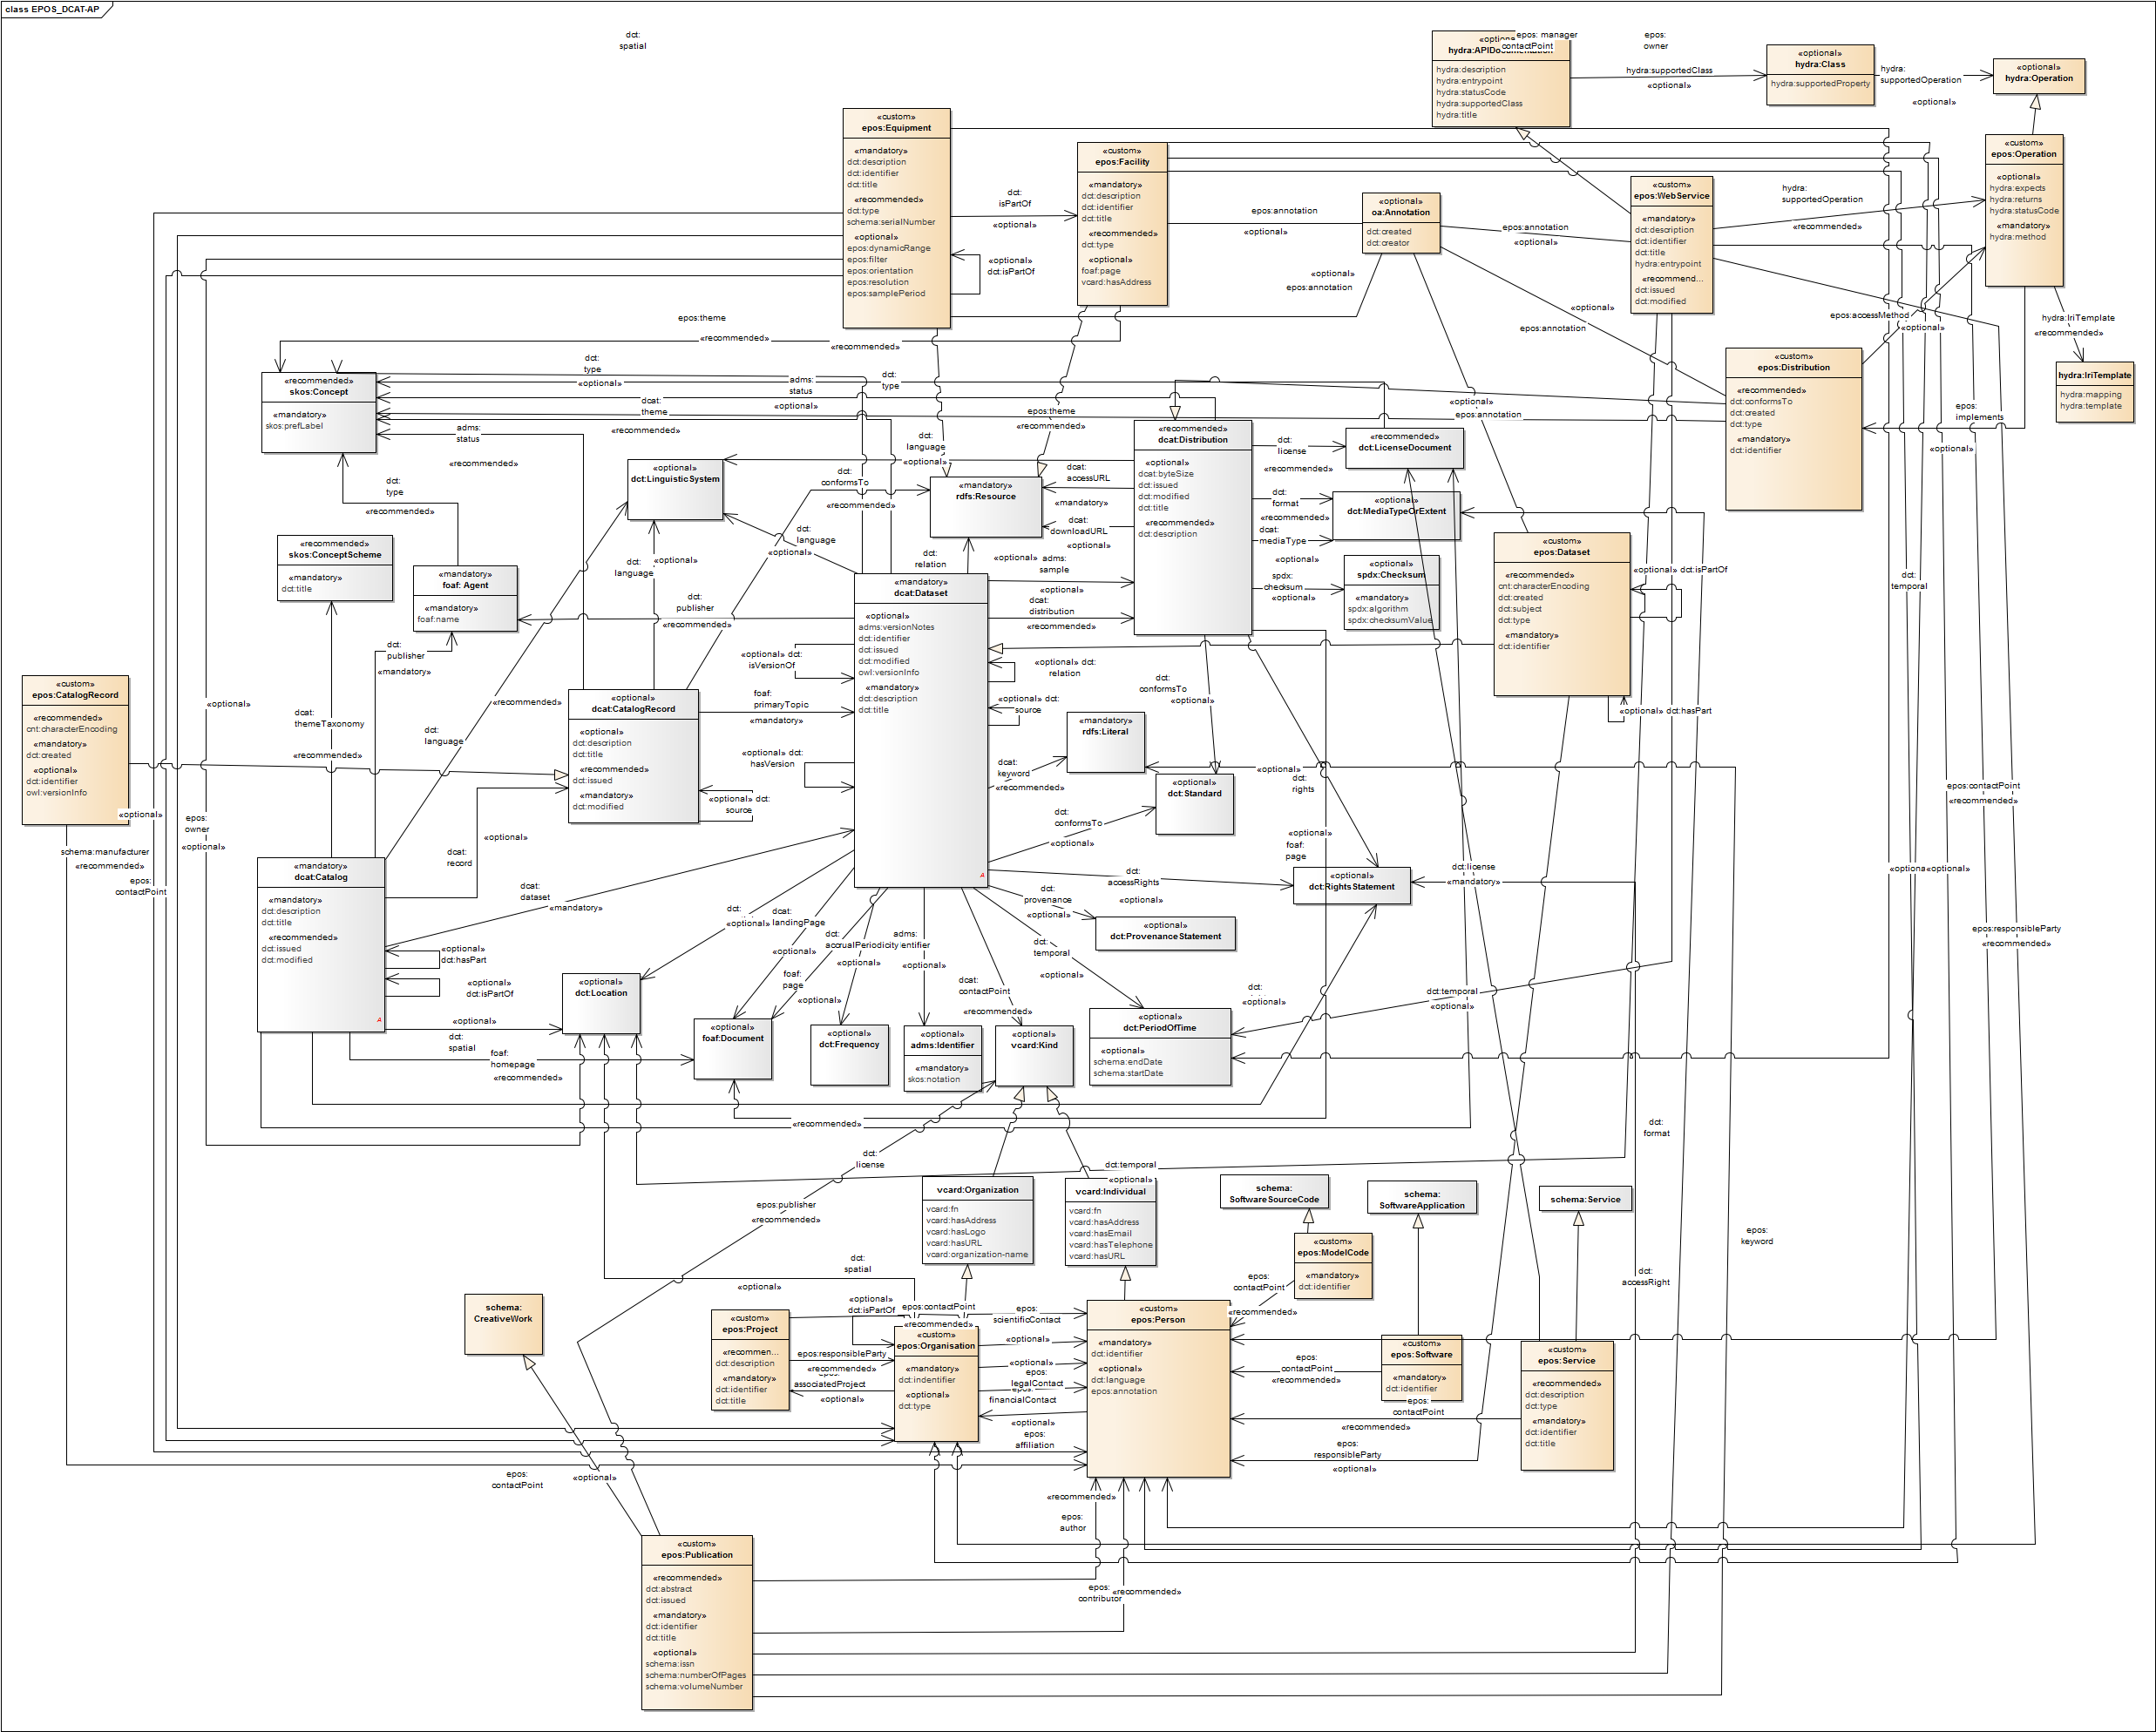 class EPOS_DCAT-AP
dct:
spatial
«optional»
hydra:APIDocumentation
hydra:description
hydra:entrypoint
hydra:statusCode
hydra:supportedClass
hydra:title
epos: manager
contactPoint
epos:
owner
hydra:supportedClass
«optional»
«optional»
hydra:Class
hydra:supportedProperty
hydra:
supportedOperation
«optional»
«optional»
hydra:Operation
«custom»
epos:Equipment
«mandatory»
dct:description
dct:identifier
dct:title
«recommended»
dct:type
schema:serialNumber
«optional»
epos:dynamicRange
epos:filter
epos:orientation
epos:resolution
epos:samplePeriod
dct:
isPartOf
«optional»
«optional»
dct:isPartOf
«custom»
epos:Facility
«mandatory»
dct:description
dct:identifier
dct:title
«recommended»
dct:type
«optional»
foaf:page
vcard:hasAddress
epos:annotation
«optional»
«optional»
oa:Annotation
dct:created
dct:creator
epos:annotation
«optional»
«optional»
epos:annotation
«custom»
epos:WebService
«mandatory»
dct:description
dct:identifier
dct:title
hydra:entrypoint
«recommend...
dct:issued
dct:modified
hydra:
supportedOperation
«recommended»
«custom»
epos:Operation
«optional»
hydra:expects
hydra:returns
hydra:statusCode
«mandatory»
hydra:method
hydra:IriTemplate
«recommended»
hydra:IriTemplate
hydra:mapping
hydra:template
«optional»
epos:annotation
epos:accessMethod
«optional»
«custom»
epos:Distribution
«recommended»
dct:conformsTo
dct:created
dct:type
«mandatory»
dct:identifier
epos:theme
«recommended»
«recommended»
dct:
type
«optional»
adms:
status
dct:
type
«optional»
dcat:
theme
«recommended»
adms:
status
«recommended»
«recommended»
skos:Concept
«mandatory»
skos:prefLabel
epos:theme
«recommended»
«optional»
epos:annotation
epos:
implements
«optional»
«recommended»
dcat:Distribution
«optional»
dcat:byteSize
dct:issued
dct:modified
dct:title
«recommended»
dct:description
dct:
license
«recommended»
«recommended»
dct:LicenseDocument
dct:
format
«recommended»
dcat:
mediaType
«optional»
«optional»
dct:MediaTypeOrExtent
spdx:
checksum
«optional»
«optional»
spdx:Checksum
«mandatory»
spdx:algorithm
spdx:checksumValue
dct:
language
«optional»
dct:
conformsTo
«recommended»
«optional»
dct:LinguisticSystem
«mandatory»
rdfs:Resource
dcat:
accessURL
«mandatory»
dcat:
downloadURL
«optional»
dct:
type
«recommended»
«recommended»
skos:ConceptScheme
«mandatory»
dct:title
«mandatory»
foaf: Agent
«mandatory»
foaf:name
dct:
language
«optional»
dct:
language
«optional»
dct:
relation
«optional»
adms:
sample
«optional»
dcat:
distribution
«recommended»
dct:
publisher
«recommended»
dct:
publisher
«mandatory»
«mandatory»
dcat:Dataset
«optional»
adms:versionNotes
dct:identifier
dct:issued
dct:modified
owl:versionInfo
«mandatory»
dct:description
dct:title
«optional» dct:
isVersionOf
«optional» dct:
relation
«optional» dct:
source
«optional» dct:
hasVersion
«custom»
epos:Dataset
«recommended»
cnt:characterEncoding
dct:created
dct:subject
dct:type
«mandatory»
dct:identifier
«optional» dct:isPartOf
«optional» dct:hasPart
dct:
temporal
«custom»
epos:CatalogRecord
«recommended»
cnt:characterEncoding
«mandatory»
dct:created
«optional»
dct:identifier
owl:versionInfo
«optional»
dcat:
themeTaxonomy
«recommended»
dct:
language
«recommended»
«optional»
dcat:CatalogRecord
«optional»
dct:description
dct:title
«recommended»
dct:issued
«mandatory»
dct:modified
foaf:
primaryTopic
«mandatory»
«optional» dct:
source
dct:
conformsTo
«optional»
«mandatory»
rdfs:Literal
dcat:
keyword
«recommended»
«optional»
dct:
rights
«optional»
dct:Standard
dct:
conformsTo
«optional»
«optional»
foaf:
page
epos:contactPoint
«recommended»
«optional»
epos:
owner
«optional»
schema:manufacturer
«recommended»
epos:
contactPoint
dcat:
record
«optional»
«mandatory»
dcat:Catalog
«mandatory»
dct:description
dct:title
«recommended»
dct:issued
dct:modified
A
dcat:
dataset
«mandatory»
«optional»
dct:hasPart
«optional»
dct:isPartOf
«optional»
dct:
spatial
foaf:
homepage
«recommended»
A
dct:
accessRights
«optional»
dct:
provenance
«optional»
«optional»
dct:RightsStatement
«optional»
dct:ProvenanceStatement
dct:license
«mandatory»
«optional»
epos:responsibleParty
«recommended»
dct:
«optional»
dcat:
landingPage
«optional»
dct:
accrualPeriodicity
«optional»
adms:
«optional»
foaf:
page
«optional»
dcat:
contactPoint
«recommended»
dct:
temporal
«optional»
dct:
«optional»
dct:temporal
«optional»
«optional»
dct:Location
«optional»
foaf:Document
«optional»
dct:Frequency
«optional»
adms:Identifier
«mandatory»
skos:notation
«optional»
vcard:Kind
«optional»
dct:PeriodOfTime
«optional»
schema:endDate
schema:startDate
«recommended»
dct:
license
dct:temporal
«optional»
dct:
format
epos:publisher
«recommended»
vcard:Organization
vcard:fn
vcard:hasAddress
vcard:hasLogo
vcard:hasURL
vcard:organization-name
vcard:Individual
vcard:fn
vcard:hasAddress
vcard:hasEmail
vcard:hasTelephone
vcard:hasURL
schema:
SoftwareSourceCode
schema:
SoftwareApplication
schema:Service
«custom»
epos:ModelCode
«mandatory»
dct:identifier
epos:
contactPoint
«recommended»
epos:
keyword
dct:
accessRight
dct:
spatial
«optional»
schema:
CreativeWork
«optional»
dct:isPartOf
epos:contactPoint
«recommended»
epos:
scientificContact
«optional»
«custom»
epos:Project
«recommen...
dct:description
«mandatory»
dct:identifier
dct:title
epos:responsibleParty
«recommended»
epos:
associatedProject
«optional»
«custom»
epos:Organisation
«mandatory»
dct:indentifier
«optional»
dct:type
«optional»
epos:
legalContact
epos:
financialContact
«optional»
epos:
affiliation
«custom»
epos:Person
«mandatory»
dct:identifier
«optional»
dct:language
epos:annotation
epos:
contactPoint
«recommended»
«custom»
epos:Software
«mandatory»
dct:identifier
epos:
contactPoint
«recommended»
epos:
responsibleParty
«optional»
«custom»
epos:Service
«recommended»
dct:description
dct:type
«mandatory»
dct:identifier
dct:title
epos:
contactPoint
«optional»
«recommended»
epos:
author
epos:
contributor
«recommended»
«custom»
epos:Publication
«recommended»
dct:abstract
dct:issued
«mandatory»
dct:identifier
dct:title
«optional»
schema:issn
schema:numberOfPages
schema:volumeNumber